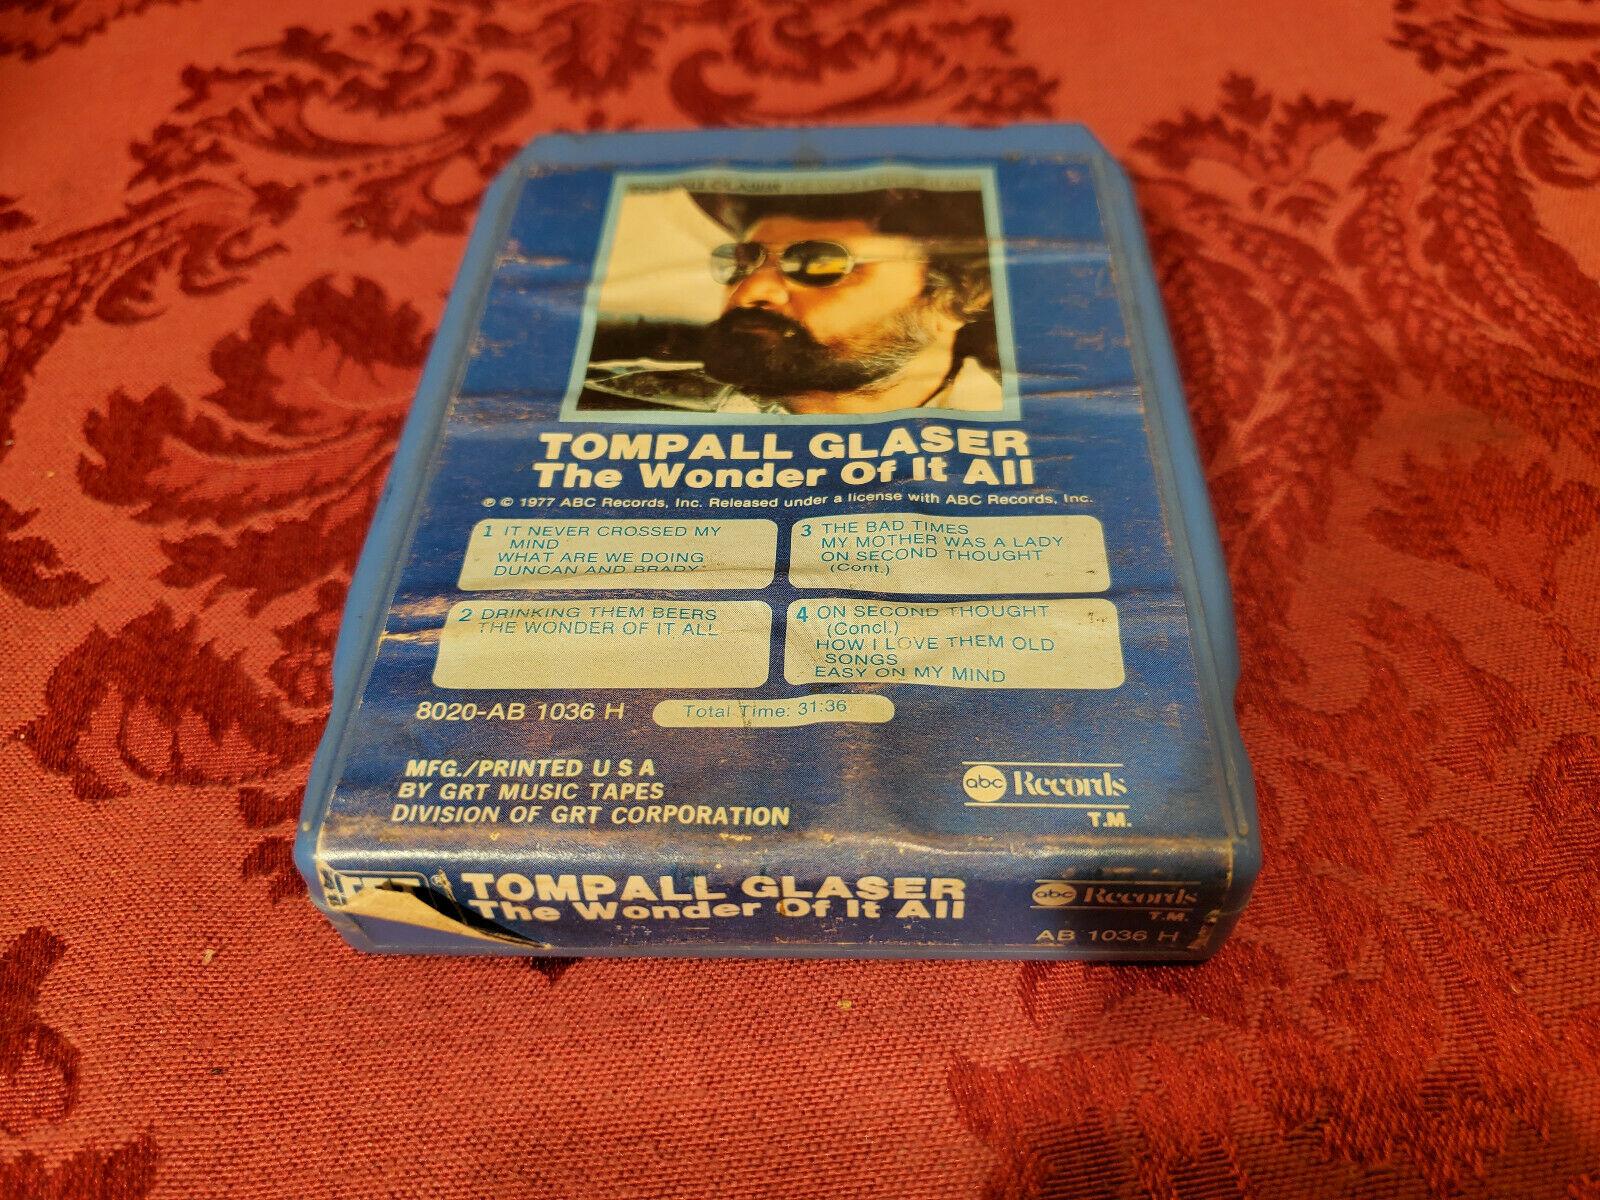 TOMPALL GLASER
TOMPALL GLASER
The Wonder Of It All
℗ © 1977 ABC Records, Inc. Released under a license with ABC Records, Inc.
1 IT NEVER CROSSED MY
MIND
WHAT ARE WE DOING
DUNCAN AND BRADY
2 DRINKING THEM BEERS
THE WONDER OF IT ALL
3 THE BAD TIMES
MY MOTHER WAS A LADY
ON SECOND THOUGHT
(Cont.)
4 ON SECOND THOUGHT
(Concl.)
HOW I LOVE THEM OLD
SONGS
EASY ON MY MIND
8020-AB 1036 H
Total Time: 31:36
MFG./PRINTED U S A
BY GRT MUSIC TAPES
DIVISION OF GRT CORPORATION
abc Records
T.M.
TOMPALL GLASER
The Wonder Of It All
abc Records
T.M.
AB 1036 H